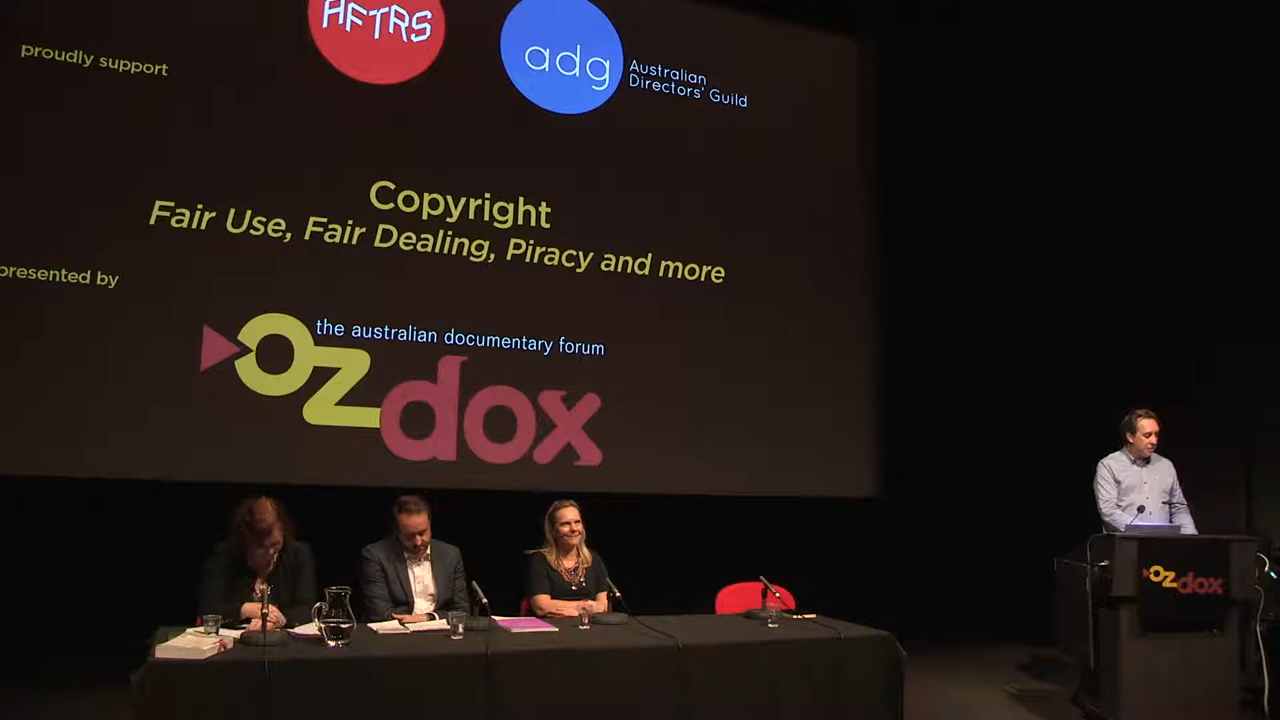 proudly support
AFTRS
adg
Australian
Directors' Guild
Copyright
Fair Use, Fair Dealing, Piracy and more
presented by
the australian documentary forum
ozdox
ozdox